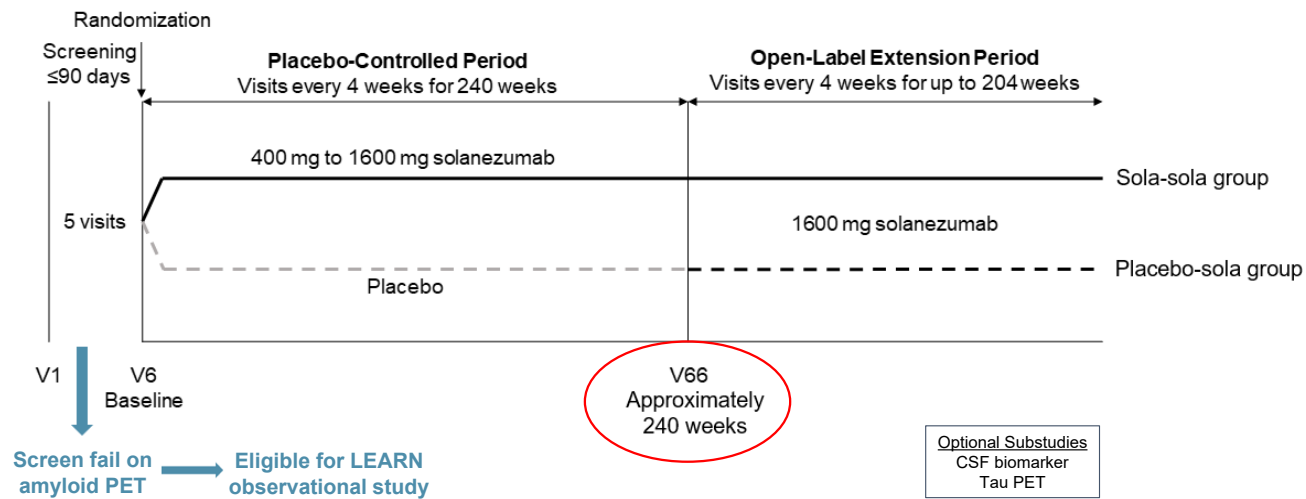 Randomization
Screening
≤90 days
Placebo-Controlled Period
Visits every 4 weeks for 240 weeks
Open-Label Extension Period
Visits every 4 weeks for up to 204 weeks
400 mg to 1600 mg solanezumab
Sola-sola group
5 visits
1600 mg solanezumab
Placebo
Placebo-sola group
V1
V6
Baseline
V66
Approximately
240 weeks
Screen fail on
amyloid PET
Eligible for LEARN
observational study
Optional Substudies
CSF biomarker
Tau PET